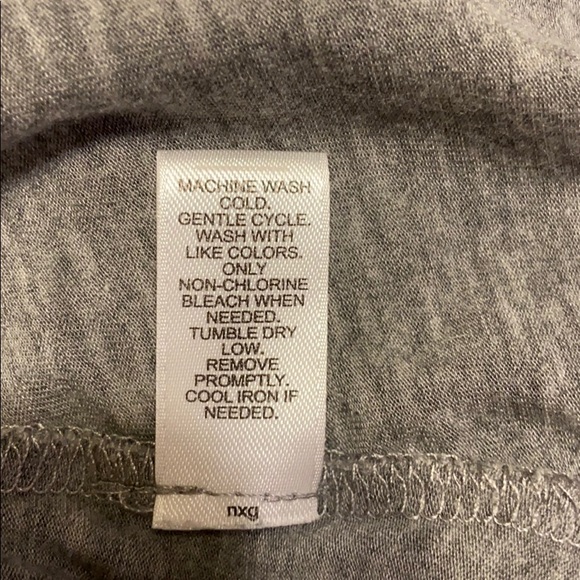 MACHINE WASH
COLD.
GENTLE CYCLE.
WASH WITH
LIKE COLORS.
ONLY
NON-CHLORINE
BLEACH WHEN
NEEDED.
TUMBLE DRY
LOW.
REMOVE
PROMPTLY.
COOL IRON IF
NEEDED.
nxg